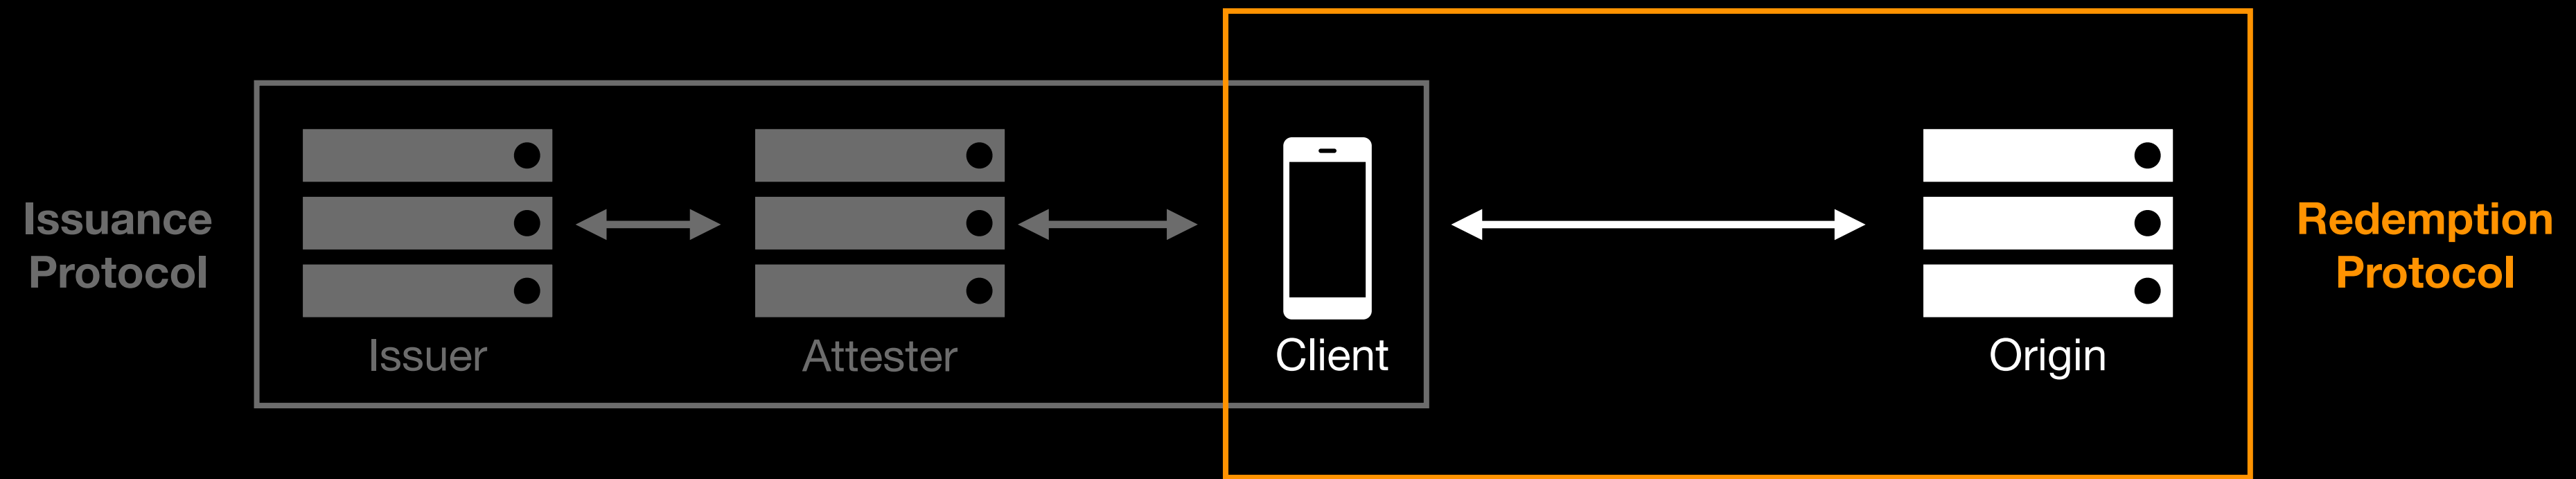 Issuance
Protocol
Issuer
Attester
Client
Origin
Redemption
Protocol